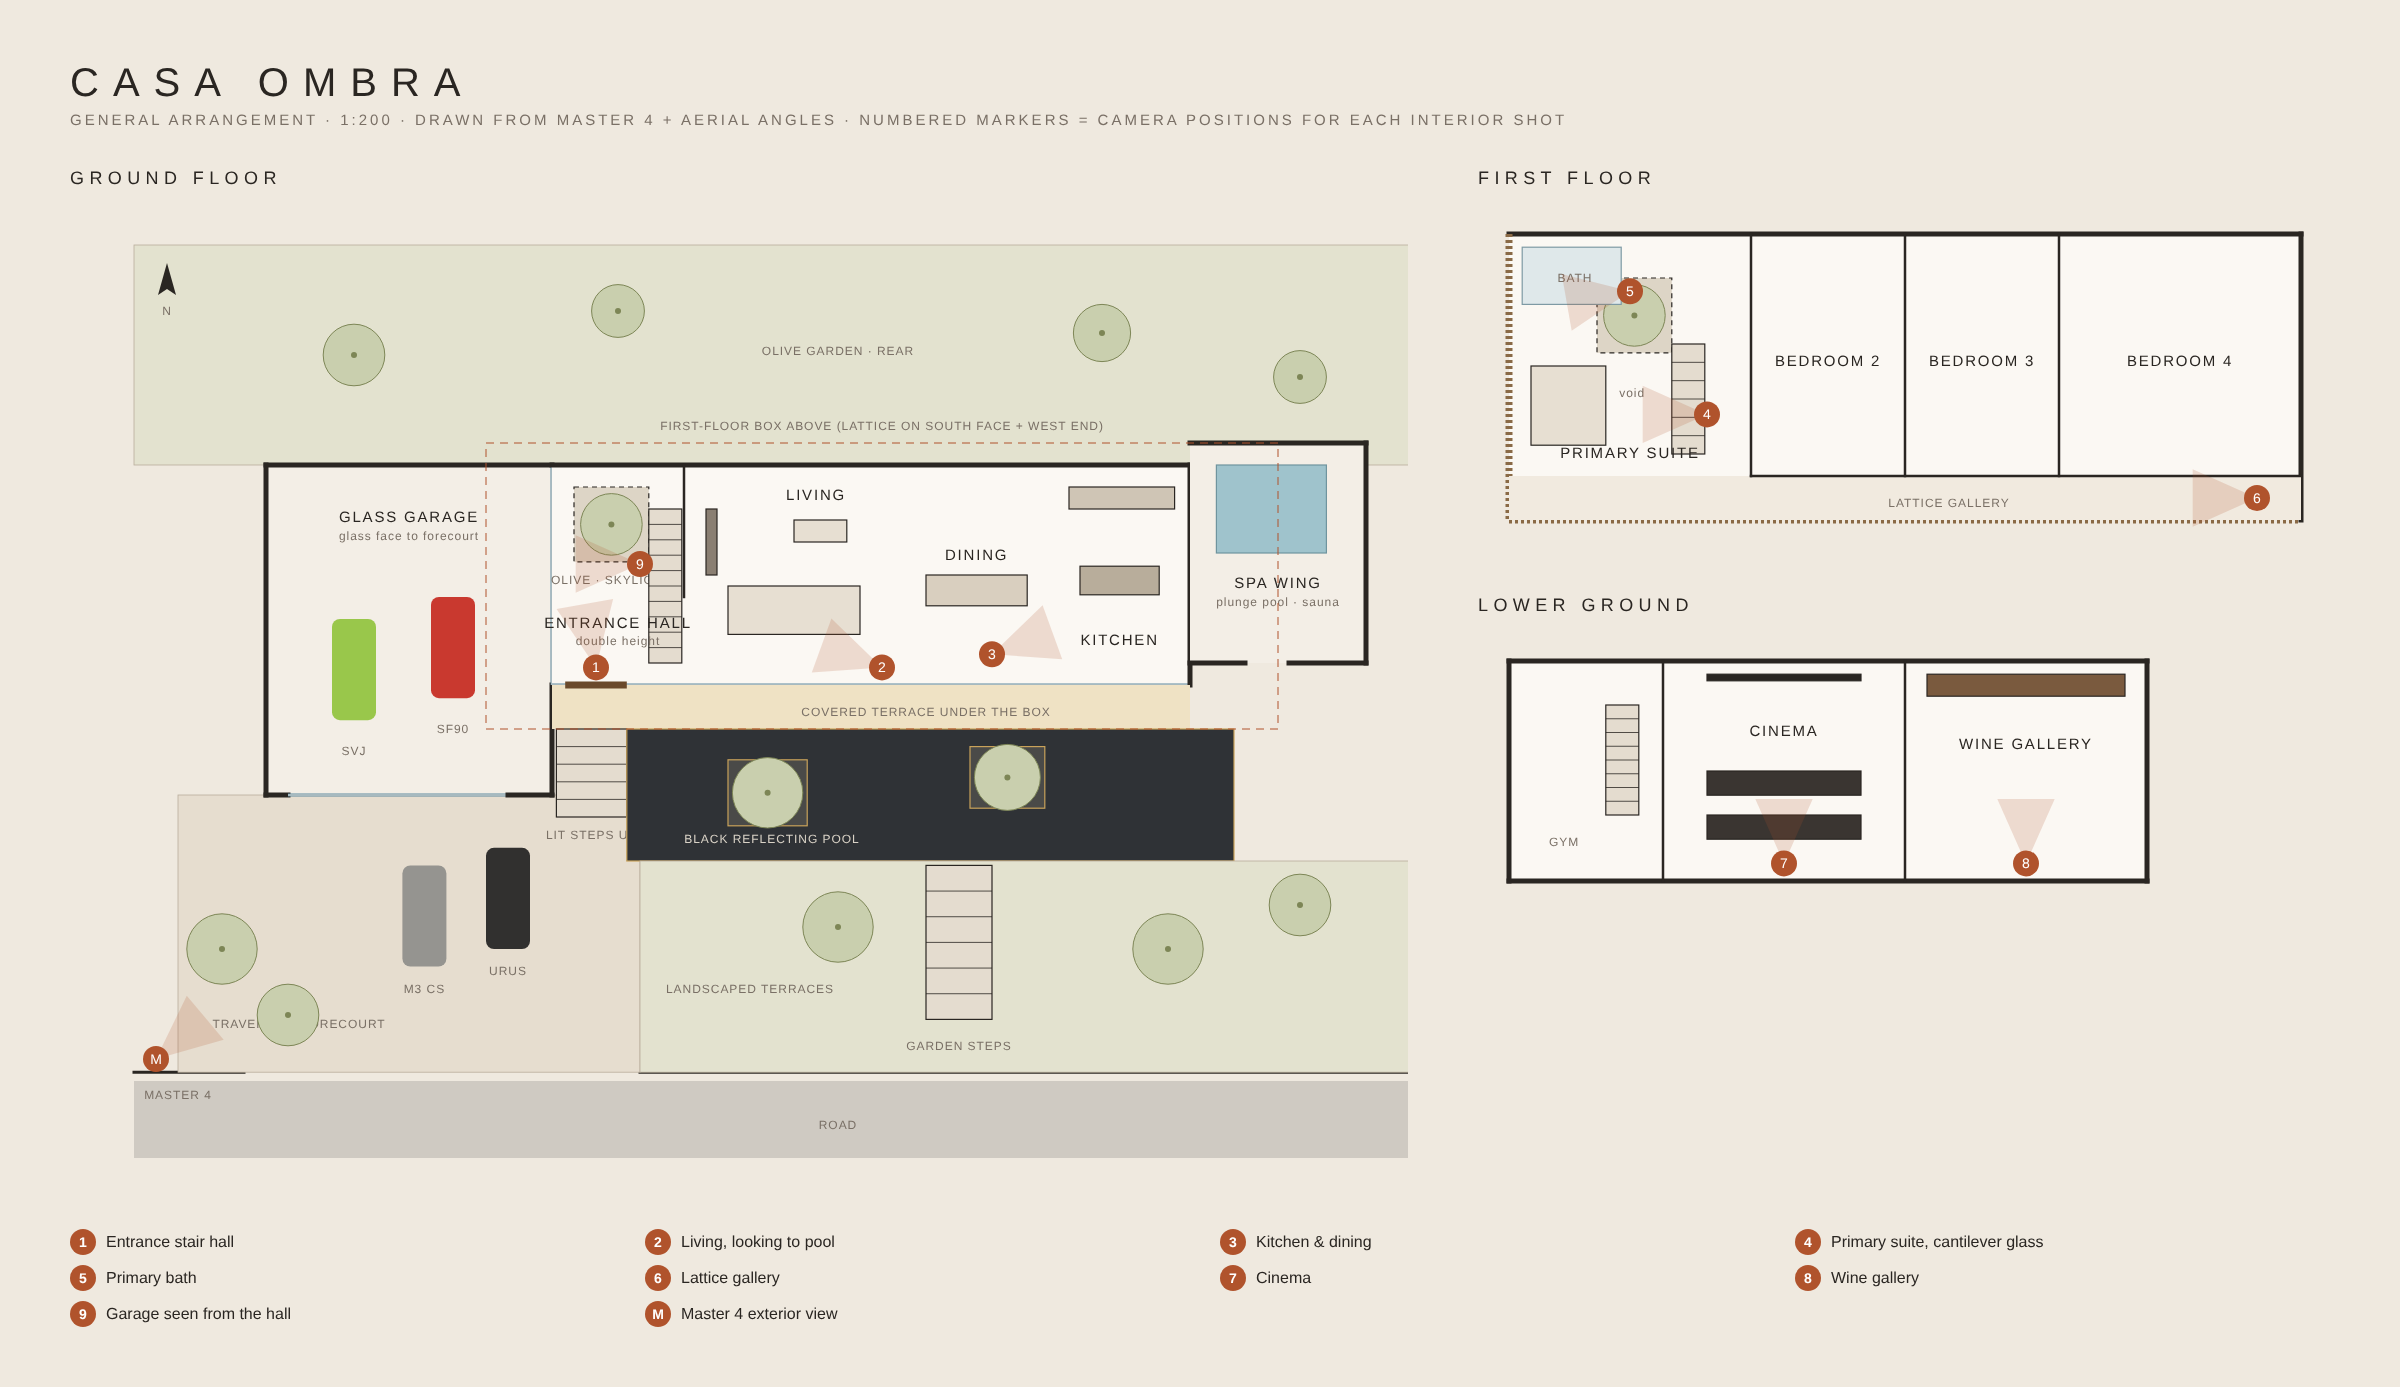 CASA OMBRA
GENERAL ARRANGEMENT · 1:200 · DRAWN FROM MASTER 4 + AERIAL ANGLES · NUMBERED MARKERS = CAMERA POSITIONS FOR EACH INTERIOR SHOT
GROUND FLOOR
N
OLIVE GARDEN · REAR
FIRST-FLOOR BOX ABOVE (LATTICE ON SOUTH FACE + WEST END)
GLASS GARAGE
glass face to forecourt
LIVING
DINING
9
OLIVE ·
SPA WING
plunge pool · sauna
ENTRANCE HALL
double height
KITCHEN
1
2
3
COVERED TERRACE UNDER THE BOX
SF90
SVJ
LIT STEPS
BLACK REFLECTING POOL
URUS
M3 CS
LANDSCAPED TERRACES
GARDEN STEPS
M
MASTER 4
ROAD
FIRST FLOOR
BATH
5
void
4
PRIMARY SUITE
BEDROOM 2
BEDROOM 3
BEDROOM 4
LATTICE GALLERY
6
LOWER GROUND
CINEMA
WINE GALLERY
GYM
7
8
1 Entrance stair hall
2 Living, looking to pool
3 Kitchen & dining
4 Primary suite, cantilever glass
5 Primary bath
6 Lattice gallery
7 Cinema
8 Wine gallery
9 Garage seen from the hall
M Master 4 exterior view